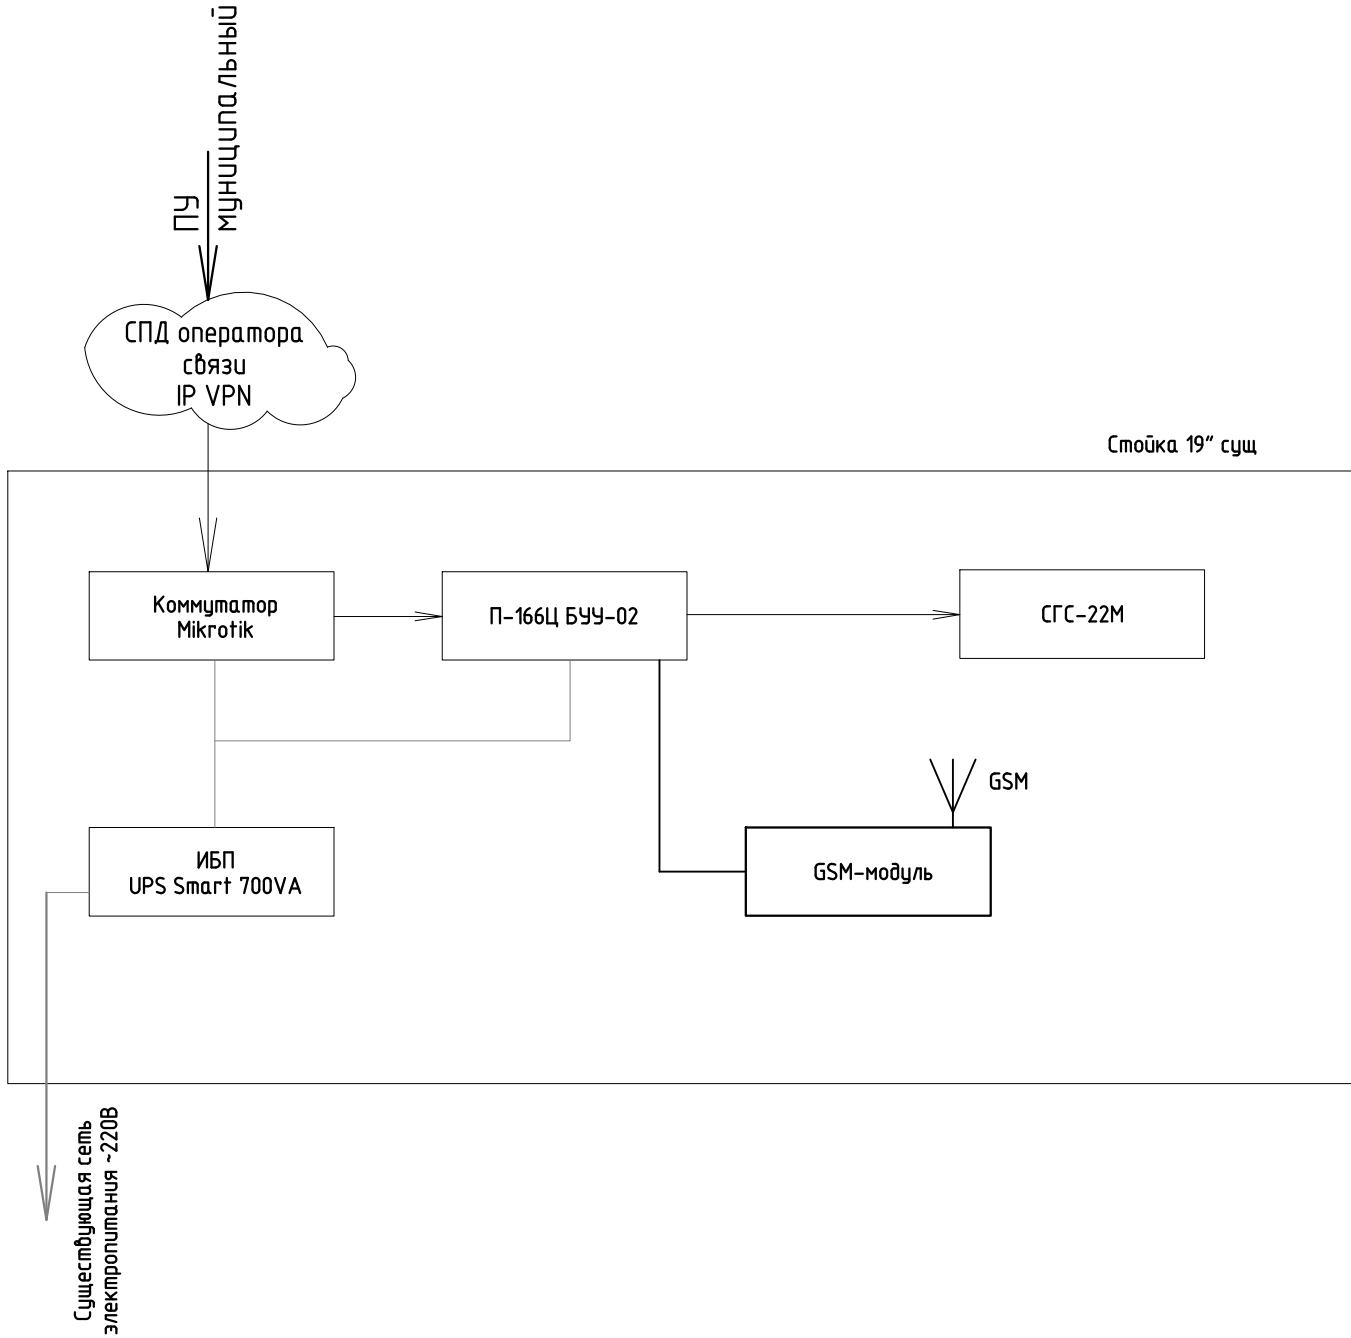 ПУ
муниципальный
СПД оператора
связи
IP VPN
Стойка 19" сущ
Коммутатор
Mikrotik
П-166Ц БУУ-02
СГС-22М
GSM
ИБП
UPS Smart 700VA
GSM-модуль
Существующая сеть
электропитания ~220В